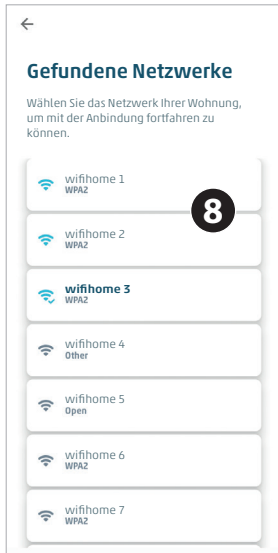 Gefundene Netzwerke
Wählen Sie das Netzwerk Ihrer Wohnung,
um mit der Anbindung fortfahren zu
können.
wifihome 1
WPA2
8
wifihome 2
WPA2
wifihome 3
WPA2
wifihome 4
Other
wifihome 5
Open
wifihome 6
WPA2
wifihome 7
WPA2